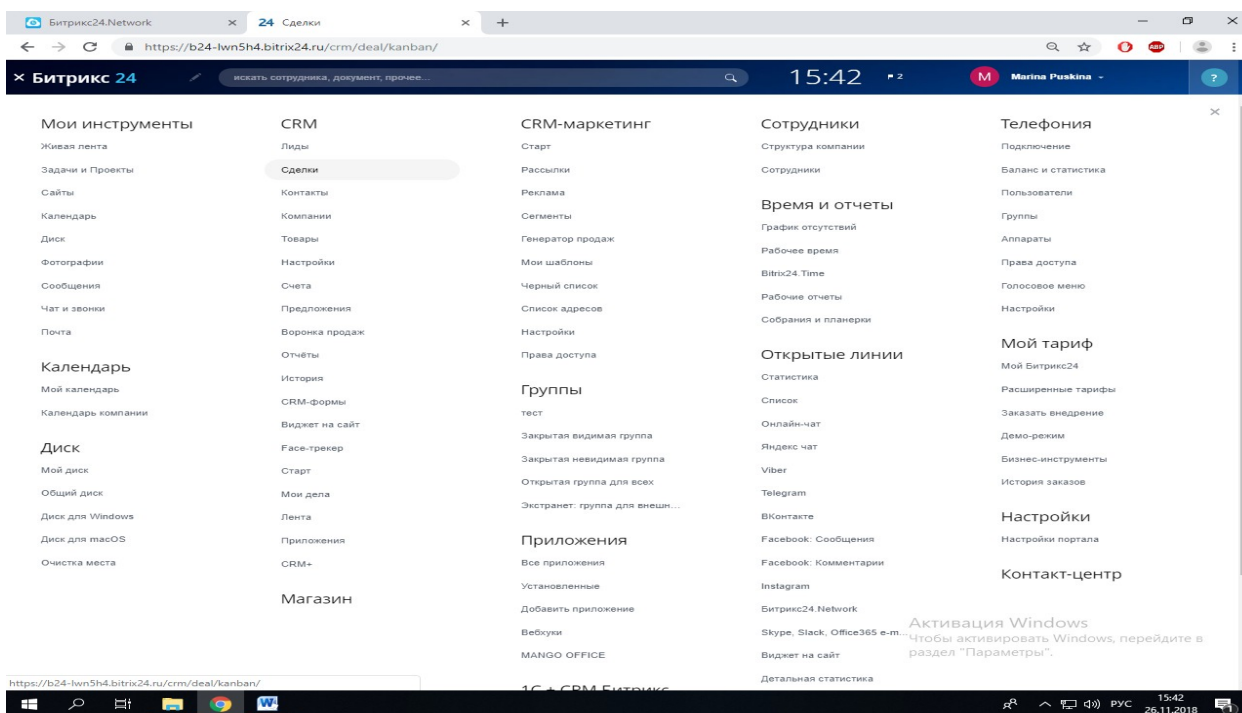 Битрикс24.Network
24 Сделки
https://b24-lwn5h4.bitrix24.ru/crm/deal/kanban/
ABP
Битрикс 24
искать сотрудника, документ, прочее...
15:42
2
M
Marina Puskina
?
Мои инструменты
Живая лента
Задачи и Проекты
Сайты
Календарь
Диск
Фотографии
Сообщения
Чат и звонки
Почта
Календарь
Мой календарь
Календарь компании
Диск
Мой диск
Общий диск
Диск для Windows
Диск для macOS
Очистка места
CRM
Лиды
Сделки
Контакты
Компании
Товары
Настройки
Счета
Предложения
Воронка продаж
Отчёты
История
CRM-формы
Виджет на сайт
Face-трекер
Старт
Мои дела
Лента
Приложения
CRM+
Магазин
CRM-маркетинг
Старт
Рассылки
Реклама
Сегменты
Генератор продаж
Мои шаблоны
Черный список
Список адресов
Настройки
Права доступа
Группы
тест
Закрытая видимая группа
Закрытая невидимая группа
Открытая группа для всех
Экстранет: группа для внешн...
Приложения
Все приложения
Установленные
Добавить приложение
Вебхуки
MANGO OFFICE
1С + CRM Битрикс
Сотрудники
Структура компании
Сотрудники
Время и отчеты
График отсутствий
Рабочее время
Bitrix24.Time
Рабочие отчеты
Собрания и планерки
Открытые линии
Статистика
Список
Онлайн-чат
Яндекс чат
Viber
Telegram
ВКонтакте
Facebook: Сообщения
Facebook: Комментарии
Instagram
Битрикс24.Network
Skype, Slack, Office365 e-m...
Виджет на сайт
Детальная статистика
Телефония
Подключение
Баланс и статистика
Пользователи
Группы
Аппараты
Права доступа
Голосовое меню
Настройки
Мой тариф
Мой Битрикс24
Расширенные тарифы
Заказать внедрение
Демо-режим
Бизнес-инструменты
История заказов
Настройки
Настройки портала
Контакт-центр
Активация Windows
Чтобы активировать Windows, перейдите в
раздел "Параметры".
https://b24-lwn5h4.bitrix24.ru/crm/deal/kanban/
W
РУС
15:42
26.11.2018